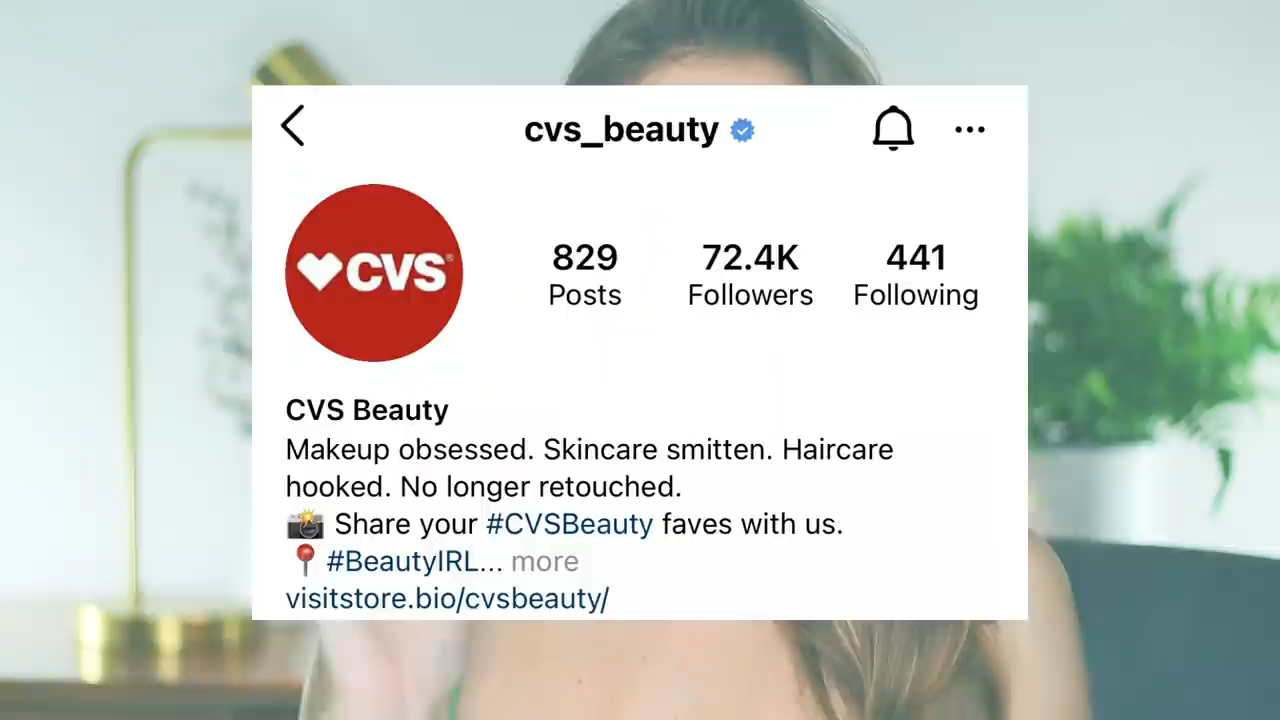 cvs_beauty
CVS®
829 72.4K 441
Posts Followers Following
CVS Beauty
Makeup obsessed. Skincare smitten. Haircare
hooked. No longer retouched.
📸 Share your #CVSBeauty faves with us.
📍 #BeautyIRL... more
visitstore.bio/cvsbeauty/